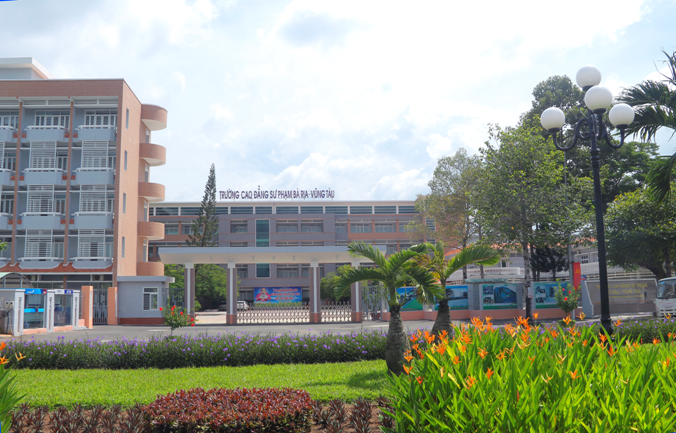 TRƯỜNG CAO ĐẲNG SƯ PHẠM BÀ RỊA - VŨNG TÀU